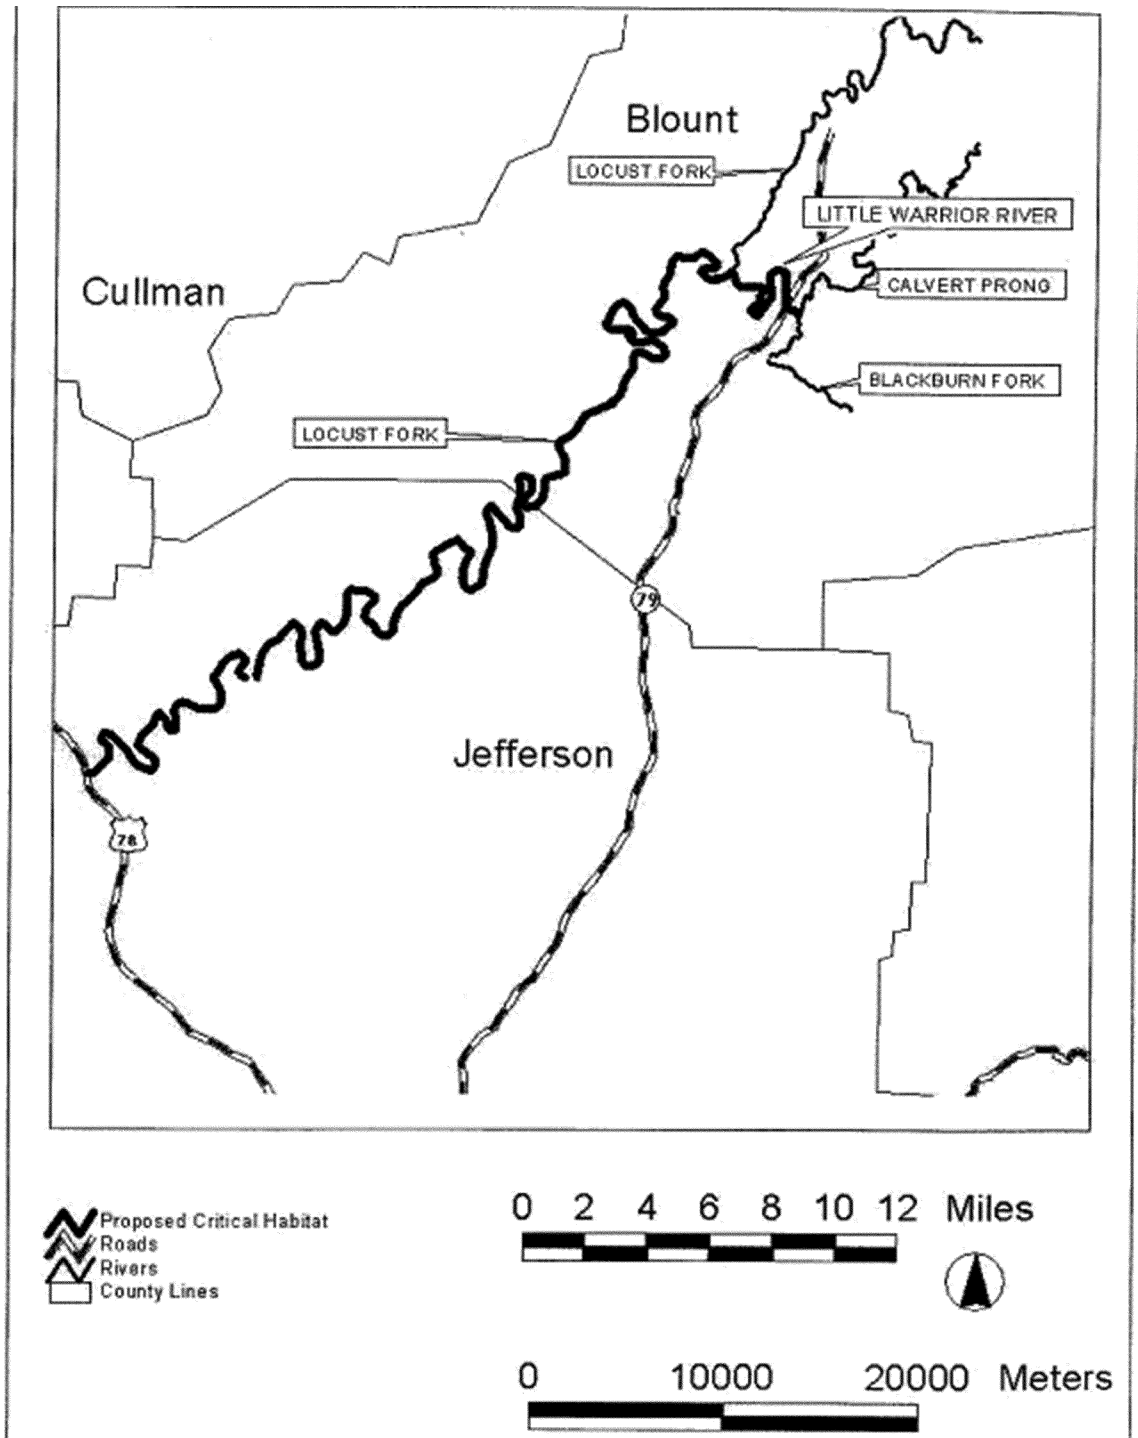 Blount
LOCUST FORK
LITTLE WARRIOR RIVER
Cullman
CALVERT PRONG
BLACKBURN FORK
LOCUST FORK
79
Jefferson
78
Proposed Critical Habitat
Roads
Rivers
County Lines
0 2 4 6 8 10 12 Miles
0 10000 20000 Meters